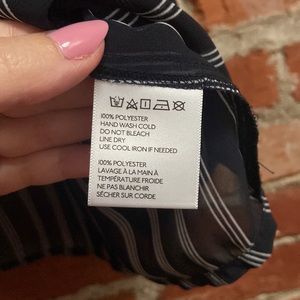 100% POLYESTER
HAND WASH COLD
DO NOT BLEACH
LINE DRY
USE COOL IRON IF NEEDED
100% POLYESTER
LAVAGE À LA MAIN À
TEMPÉRATURE FROIDE
NE PAS BLANCHIR
SÉCHER SUR CORDE